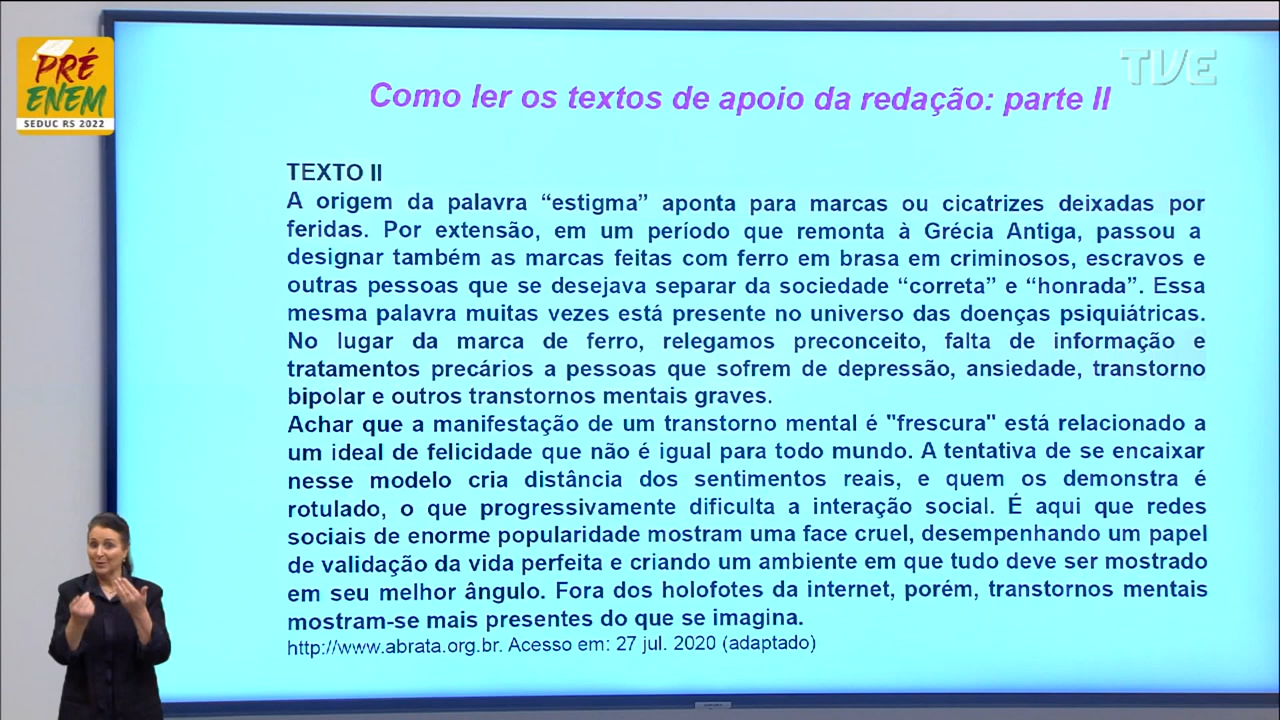 PRÉ
ENEM
SEDUC RS 2022
TVE
Como ler os textos de apoio da redação: parte II
TEXTO II
A origem da palavra “estigma” aponta para marcas ou cicatrizes deixadas por
feridas. Por extensão, em um período que remonta à Grécia Antiga, passou a
designar também as marcas feitas com ferro em brasa em criminosos, escravos e
outras pessoas que se desejava separar da sociedade “correta” e “honrada”. Essa
mesma palavra muitas vezes está presente no universo das doenças psiquiátricas.
No lugar da marca de ferro, relegamos preconceito, falta de informação e
tratamentos precários a pessoas que sofrem de depressão, ansiedade, transtorno
bipolar e outros transtornos mentais graves.
Achar que a manifestação de um transtorno mental é "frescura" está relacionado a
um ideal de felicidade que não é igual para todo mundo. A tentativa de se encaixar
nesse modelo cria distância dos sentimentos reais, e quem os demonstra é
rotulado, o que progressivamente dificulta a interação social. É aqui que redes
sociais de enorme popularidade mostram uma face cruel, desempenhando um papel
de validação da vida perfeita e criando um ambiente em que tudo deve ser mostrado
em seu melhor ângulo. Fora dos holofotes da internet, porém, transtornos mentais
mostram-se mais presentes do que se imagina.
http://www.abrata.org.br. Acesso em: 27 jul. 2020 (adaptado)